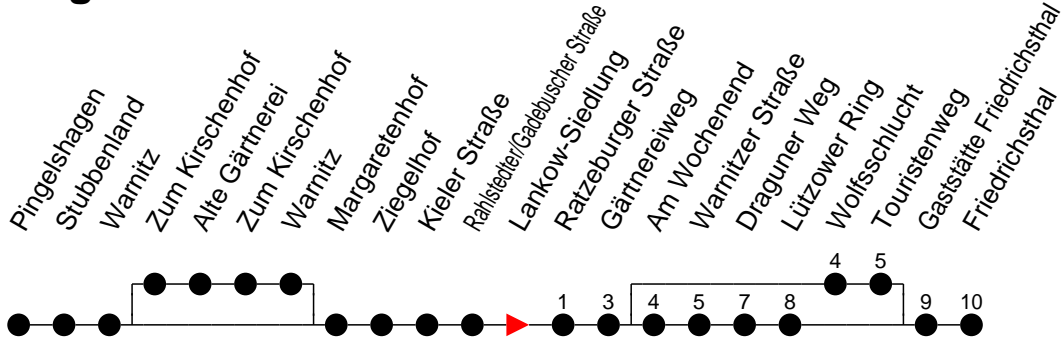 Pingelshagen
Stubbenland
Warnitz
Zum Kirschenhof
Alte Gärtnerei
Zum Kirschenhof
Warnitz
Margaretenhof
Ziegelhof
Kieler Straße
Rahlstedter/Gadebuscher Straße
Lankow-Siedlung
Ratzeburger Straße
Gärtnereiweg
Am Wochenend
Warnitzer Straße
Draguner Weg
Lützower Ring
Wolfsschlucht
Touristenweg
Gaststätte Friedrichsthal
Friedrichsthal
4 5
1 3 4 5 7 8 9 10